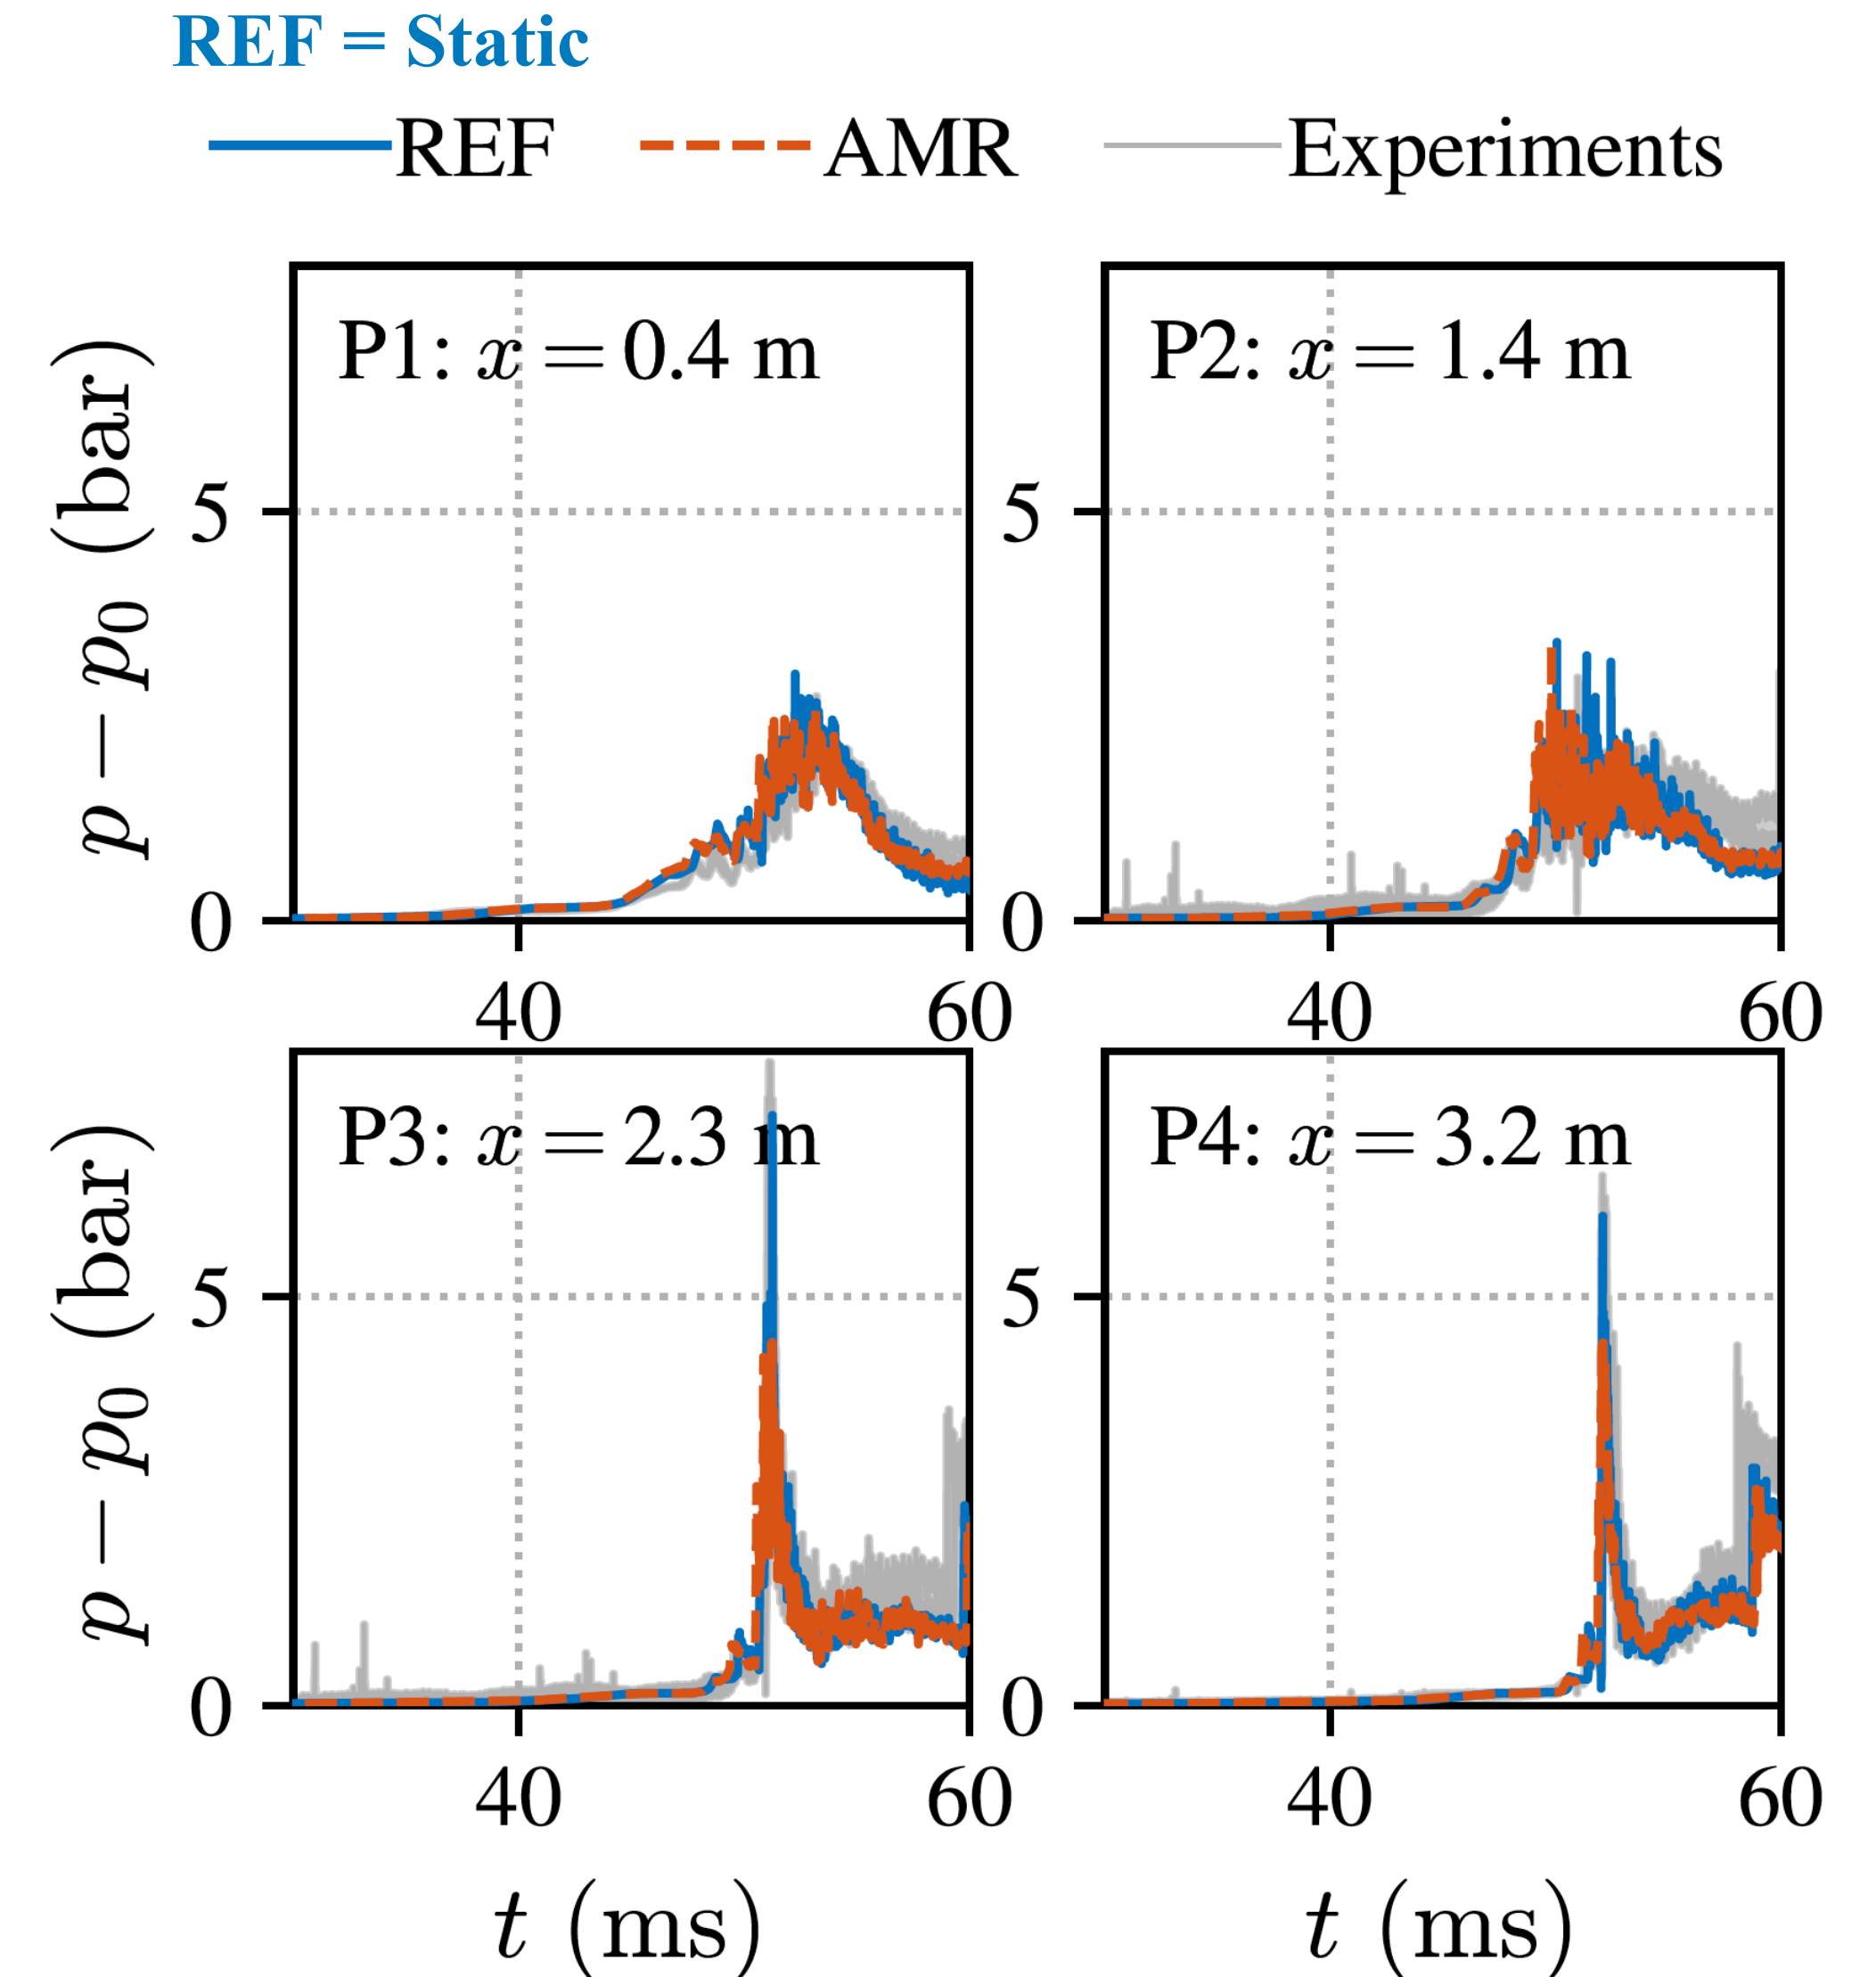 REF = Static
REF AMR Experiments
P1: x = 0.4 m
P2: x = 1.4 m
p − p0 (bar)
5 5
0 0
40 60 40 60
P3: x = 2.3 m
P4: x = 3.2 m
p − p0 (bar)
5 5
0 0
40 60 40 60
t (ms) t (ms)